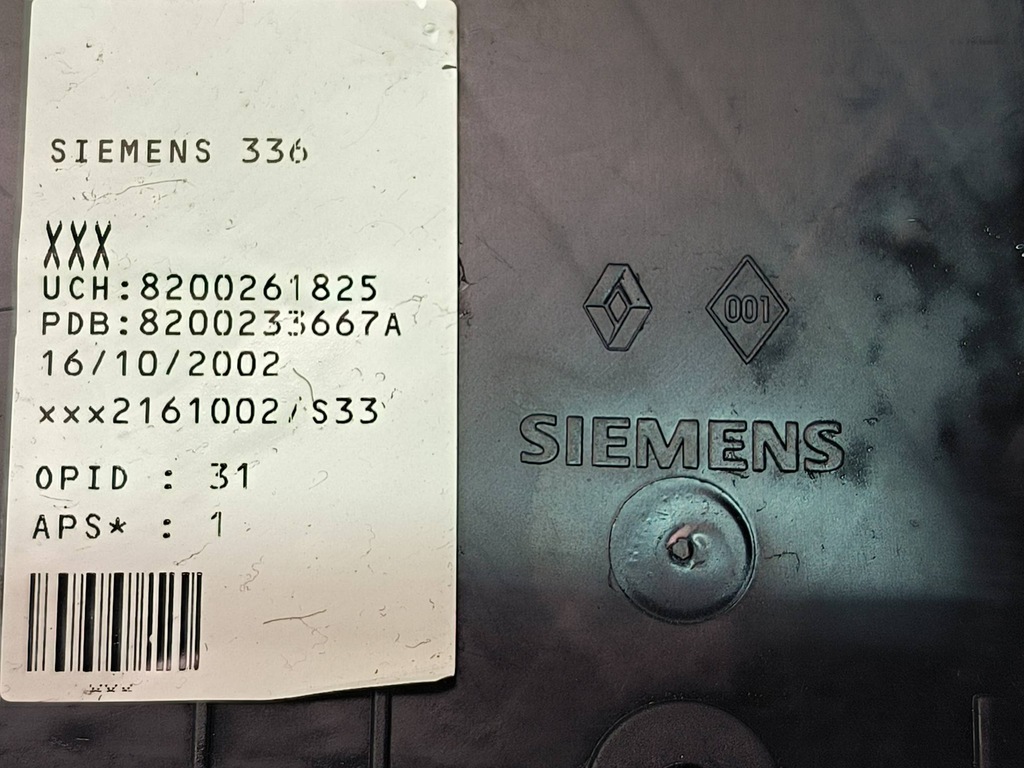 SIEMENS 336
XXX
UCH:8200261825
PDB:8200233667A
16/10/2002
xxx2161002/S33
OPID : 31
APS* : 1
001
SIEMENS